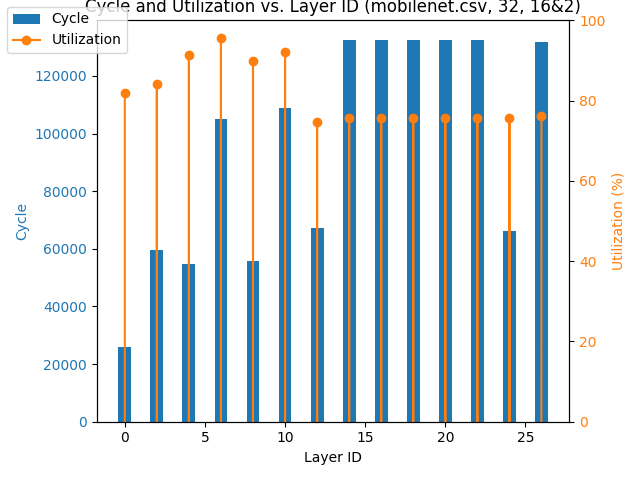 Cycle and Utilization vs. Layer ID (mobilenet.csv, 32, 16&2)
Cycle
Utilization
120000
100000
80000
60000
40000
20000
0
Cycle
100
80
60
40
20
0
Utilization (%)
0 5 10 15 20 25
Layer ID